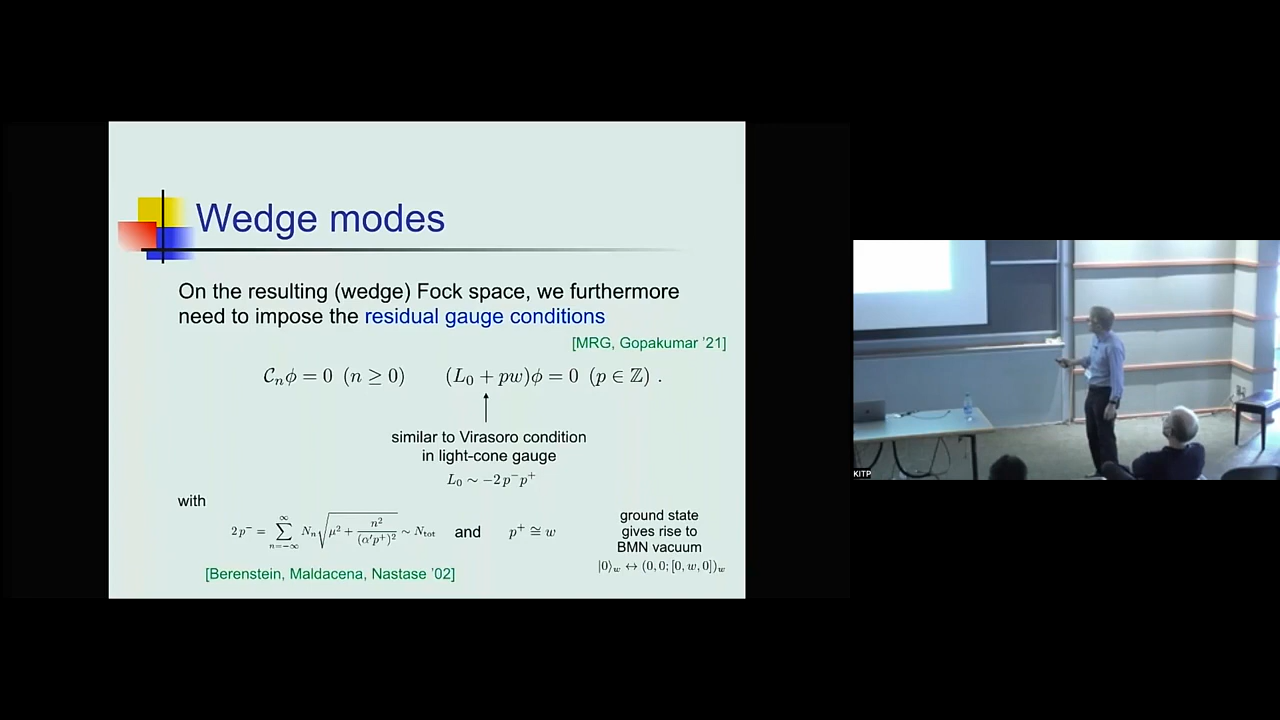 Wedge modes
On the resulting (wedge) Fock space, we furthermore
need to impose the residual gauge conditions
[MRG, Gopakumar '21]
𝒞ₙϕ = 0 (n ≥ 0)    (L₀ + pw)ϕ = 0 (p ∈ ℤ) .
similar to Virasoro condition
in light-cone gauge
L₀ ∼ −2 p⁻p⁺
with
2 p⁻ = ∑_{n=−∞}^{∞} Nₙ √(μ² + n²/(α′p⁺)²) ∼ N_tot and p⁺ ≅ w
ground state
gives rise to
BMN vacuum
|0⟩_w ↔ (0, 0; [0, w, 0])_w
[Berenstein, Maldacena, Nastase '02]
KITP